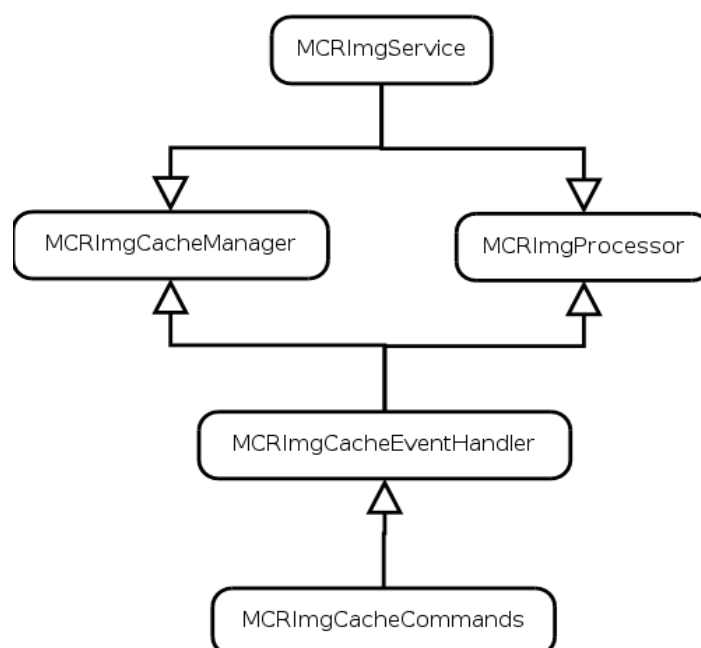 MCRImgService
MCRImgCacheManager
MCRImgProcessor
MCRImgCacheEventHandler
MCRImgCacheCommands